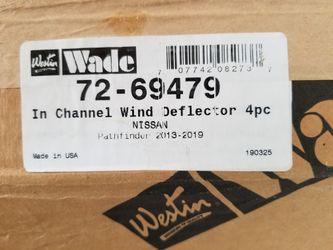 Westin Wade
7 07742 08273 7
72-69479
In Channel Wind Deflector 4pc
NISSAN
Pathfinder 2013-2019
Made in USA 190325
Westin